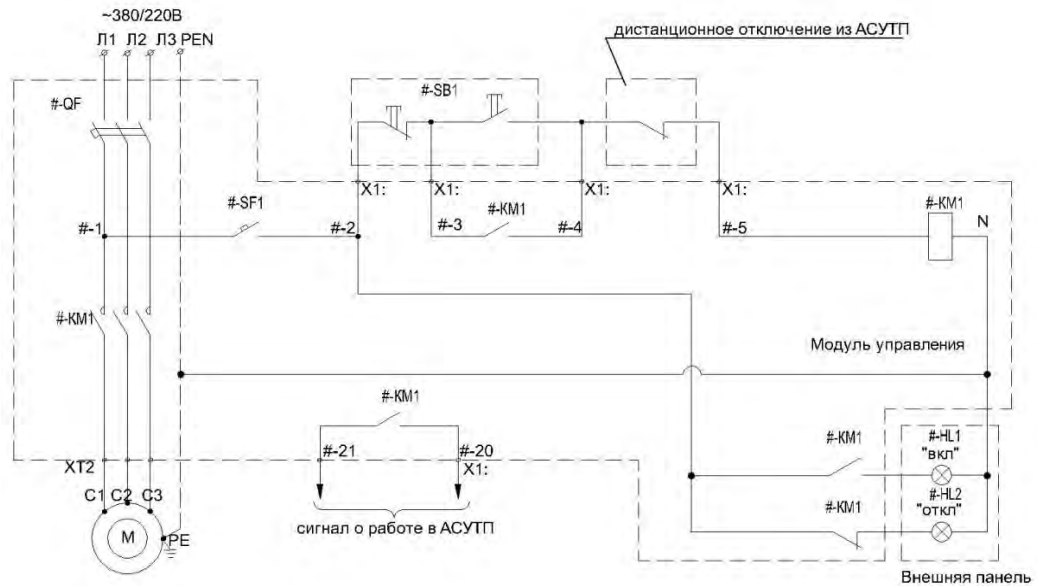 ~380/220В
Л1 Л2 Л3 PEN
дистанционное отключение из АСУТП
#-QF
#-SB1
#-SF1
X1:
X1:
X1:
X1:
#-1
#-2
#-3
#-KM1
#-4
#-5
#-KM1
N
#-KM1
Модуль управления
#-KM1
#-21
#-20
X1:
#-KM1
#-HL1
"вкл"
XT2
#-KM1
#-HL2
"откл"
C1 C2 C3
сигнал о работе в АСУТП
M
PE
Внешняя панель